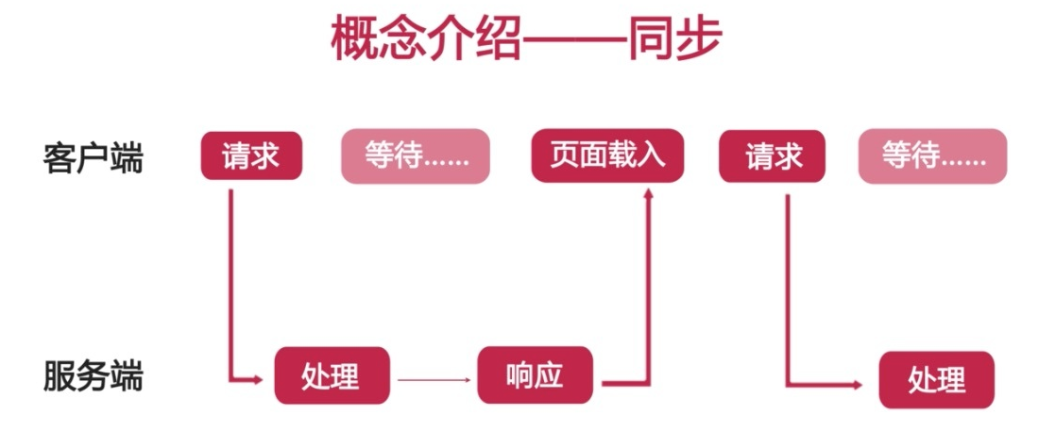 概念介绍——同步
客户端 请求 等待…… 页面载入 请求 等待……
服务端 处理 响应 处理